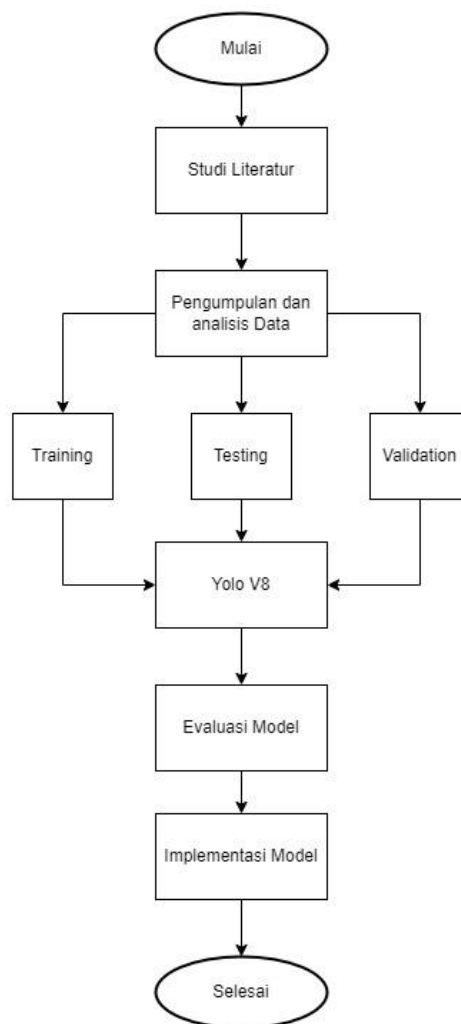 Mulai
Studi Literatur
Pengumpulan dan
analisis Data
Training
Testing
Validation
Yolo V8
Evaluasi Model
Implementasi Model
Selesai